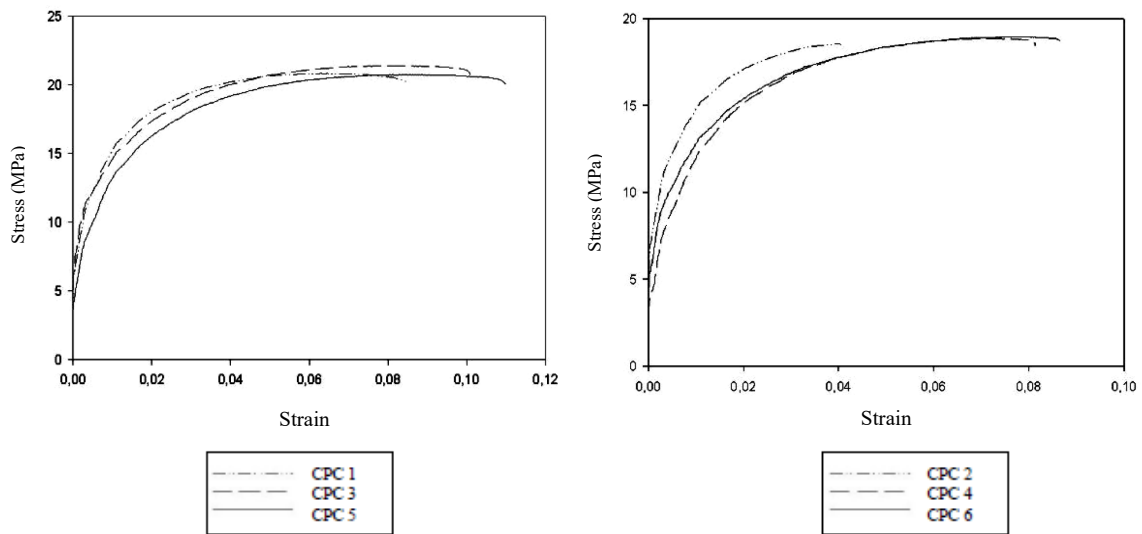 25
20
15
10
5
0
Stress (MPa)
0,00 0,02 0,04 0,06 0,08 0,10 0,12
Strain
CPC 1
CPC 3
CPC 5
20
15
10
5
0
Stress (MPa)
0,00 0,02 0,04 0,06 0,08 0,10
Strain
CPC 2
CPC 4
CPC 6